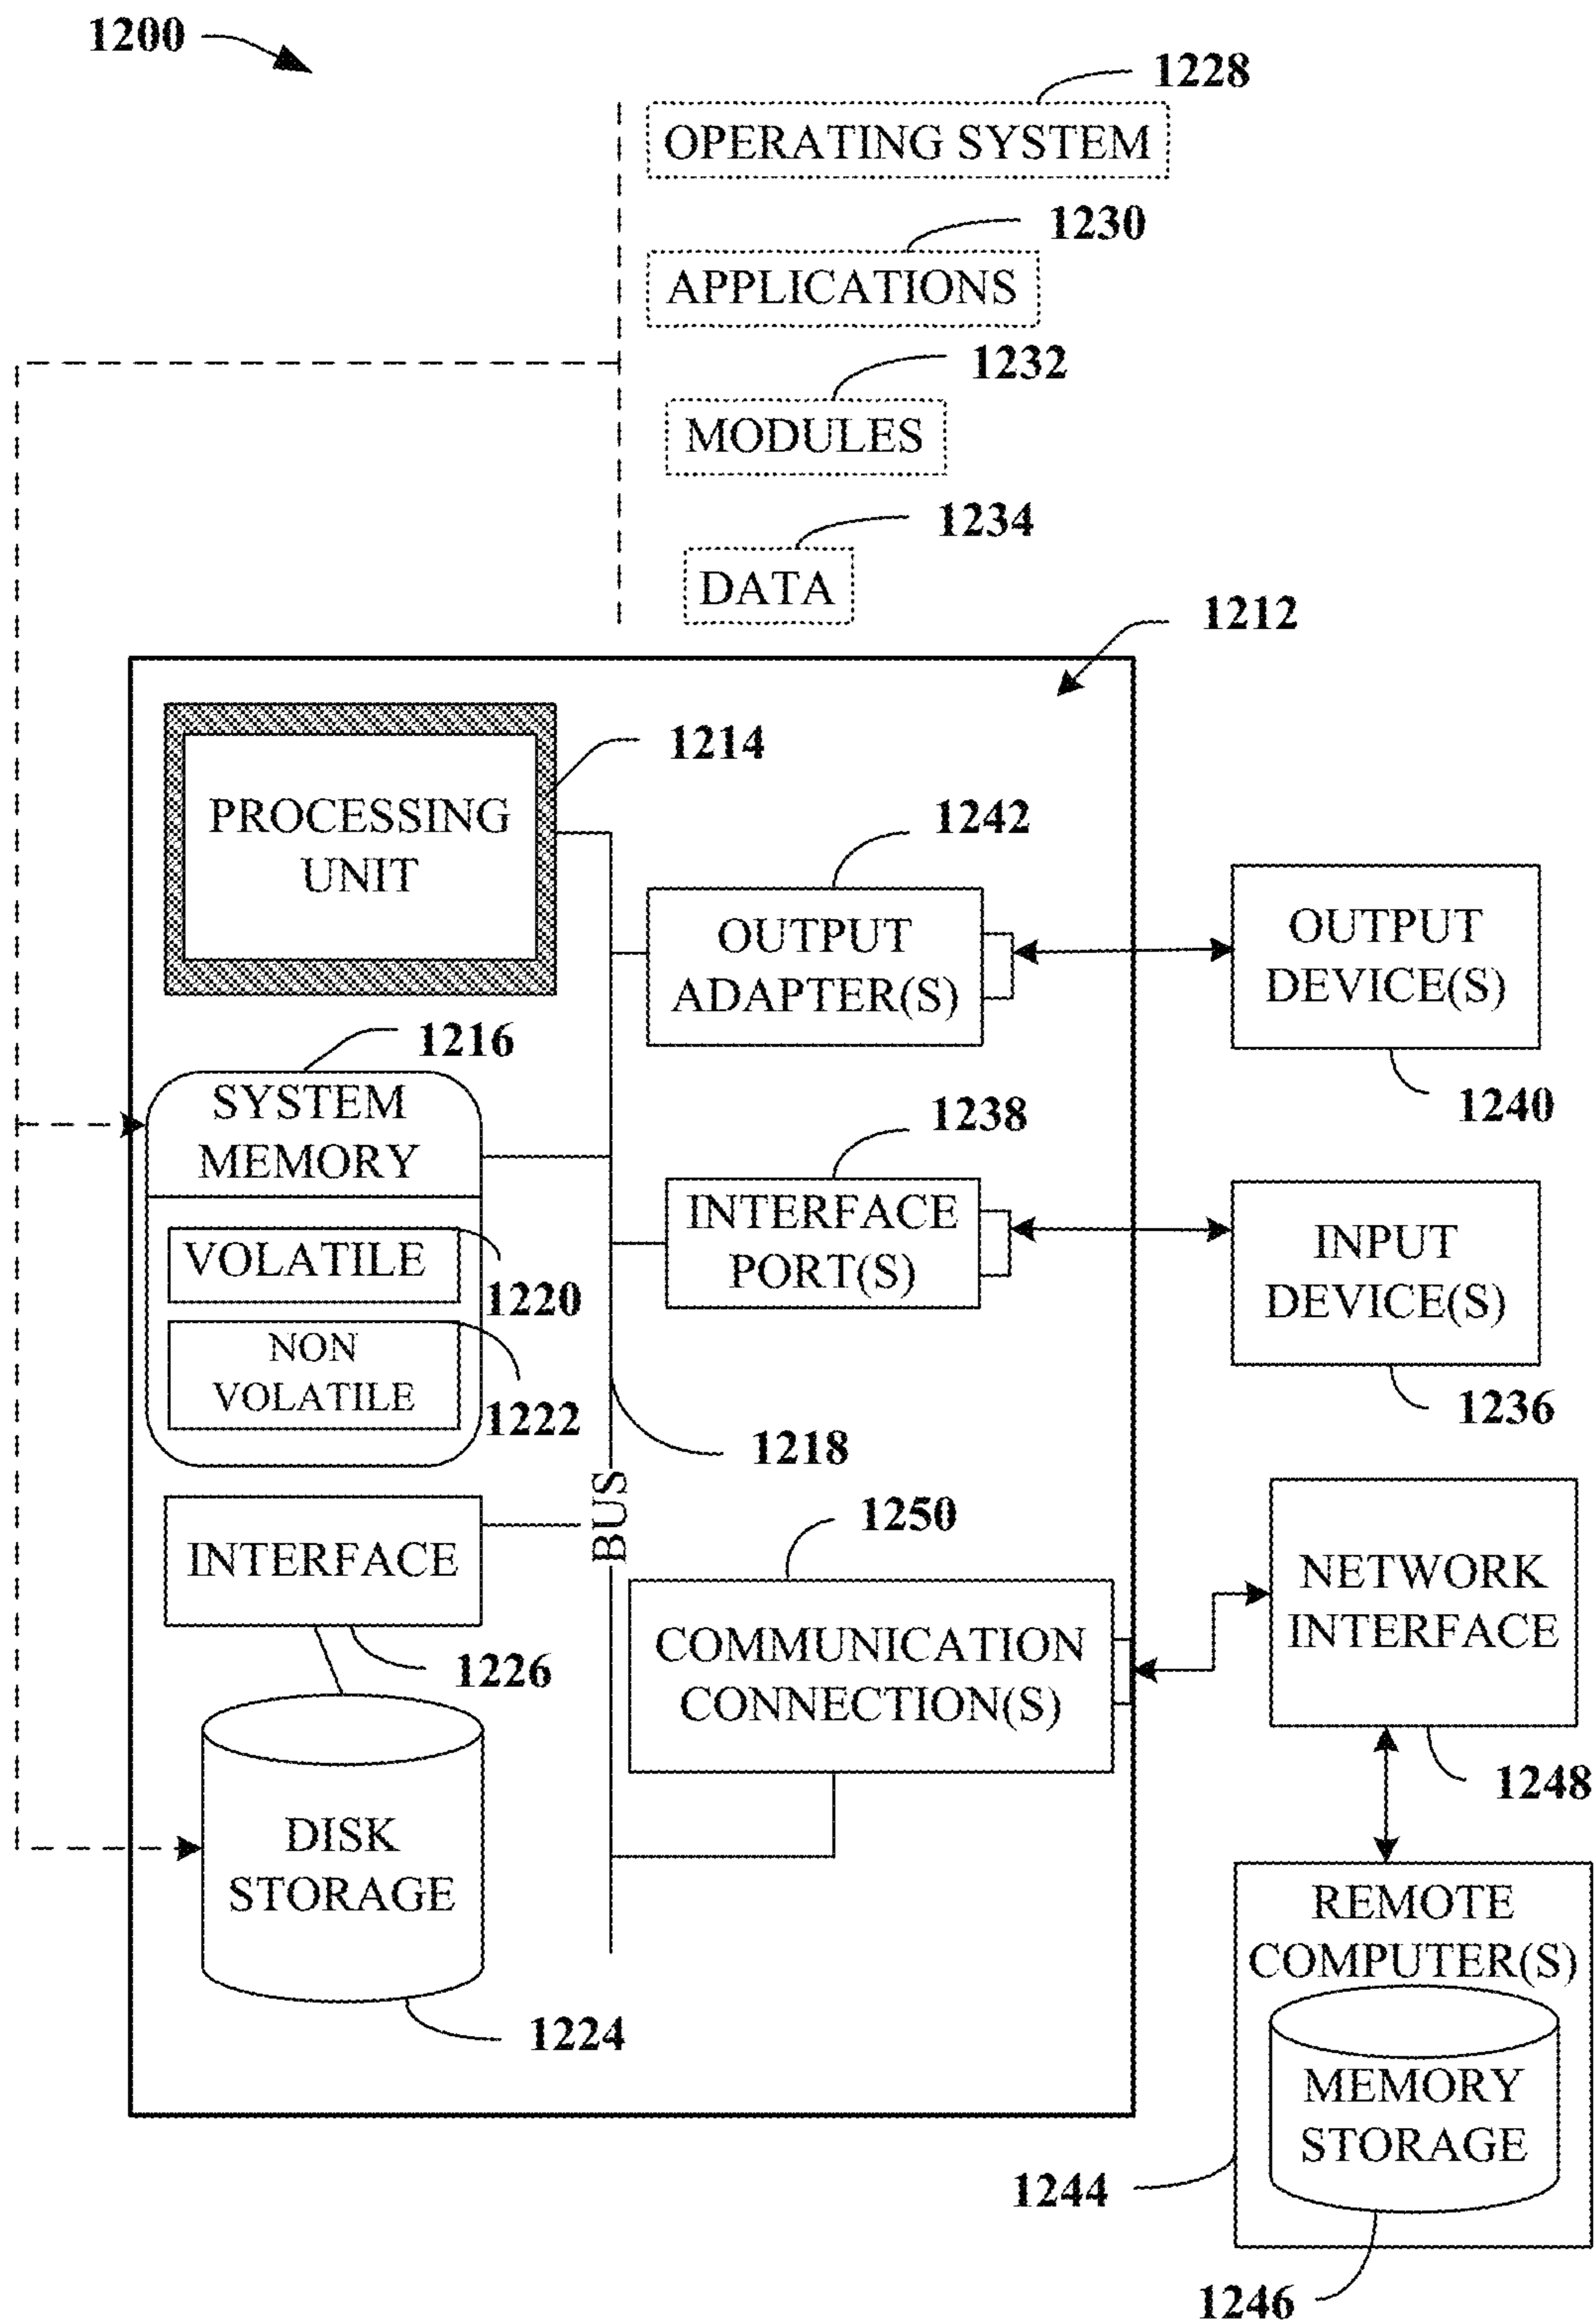 1200
1228
OPERATING SYSTEM
1230
APPLICATIONS
1232
MODULES
1234
DATA
1212
1214
PROCESSING
UNIT
1242
OUTPUT
ADAPTER(S)
OUTPUT
DEVICE(S)
1240
1216
SYSTEM
MEMORY
VOLATILE
1220
NON
VOLATILE
1222
1238
INTERFACE
PORT(S)
INPUT
DEVICE(S)
1236
1218
BUS
INTERFACE
1226
1250
COMMUNICATION
CONNECTION(S)
NETWORK
INTERFACE
1248
DISK
STORAGE
1224
REMOTE
COMPUTER(S)
MEMORY
STORAGE
1244
1246